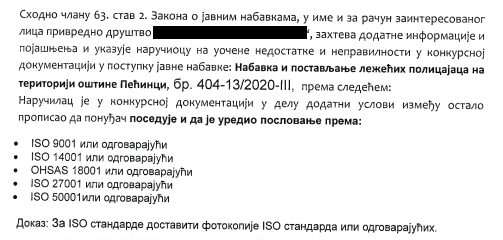 Сходно члану 63. став 2. Закона о јавним набавкама, у име и за рачун заинтересованог
лица привредно друштво “, захтева додатне информације и
појашњења и указује наручиоцу на уочене недостатке и неправилности у конкурсној
документацији у поступку јавне набавке: Набавка и постављање лежећих полицајаца на
територији општине Пећинци, бр. 404-13/2020-III, према следећем:
Наручилац је у конкурсној документацији у делу додатни услови између остало
прописао да понуђач поседује и да је уредио пословање према:
• ISO 9001 или одговарајући
• ISO 14001 или одговарајући
• OHSAS 18001 или одговарајући
• ISO 27001 или одговарајући
• ISO 50001или одговарајући
Доказ: За ISO стандарде доставити фотокопије ISO стандарда или одговарајућих.